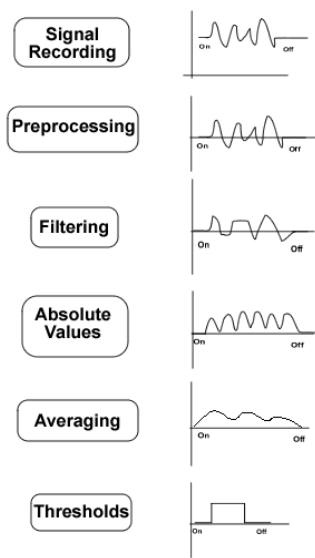 Signal
Recording
On Off
Preprocessing
On Off
Filtering
On Off
Absolute
Values
On Off
Averaging
On Off
Thresholds
On Off